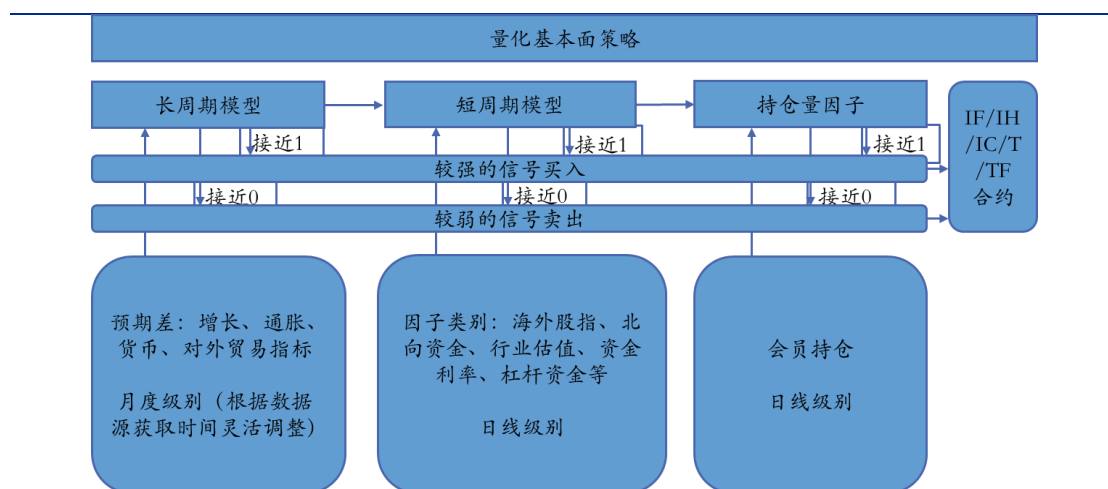 量化基本面策略
长周期模型
短周期模型
持仓量因子
IF/IH
/IC/T
/TF
合约
接近1
接近1
接近1
较强的信号买入
接近0
接近0
接近0
较弱的信号卖出
预期差：增长、通胀、
货币、对外贸易指标
月度级别（根据数据
源获取时间灵活调整）
因子类别：海外股指、北
向资金、行业估值、资金
利率、杠杆资金等
日线级别
会员持仓
日线级别